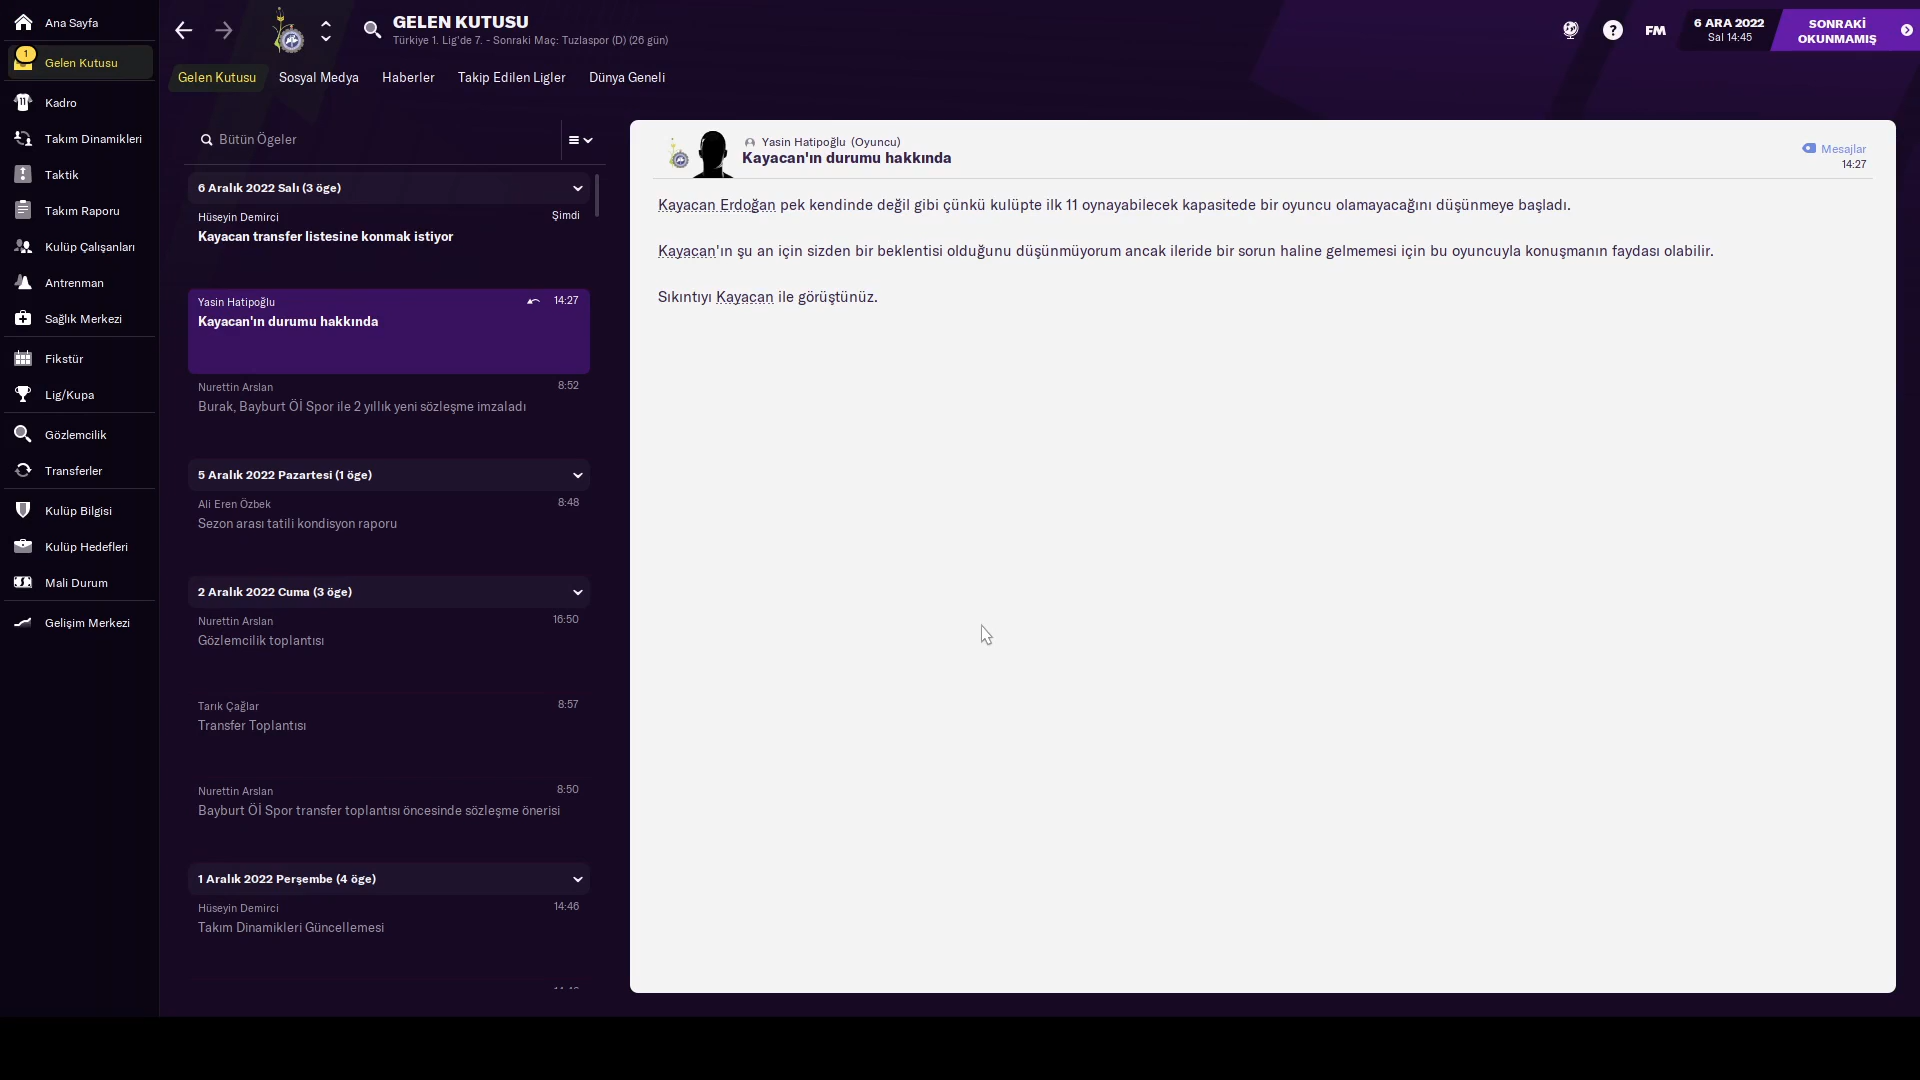 Ana Sayfa
1
Gelen Kutusu
Kadro
Takım Dinamikleri
Taktik
Takım Raporu
Kulüp Çalışanları
Antrenman
Sağlık Merkezi
Fikstür
Lig/Kupa
Gözlemcilik
Transferler
Kulüp Bilgisi
Kulüp Hedefleri
Mali Durum
Gelişim Merkezi
GELEN KUTUSU
Türkiye 1. Lig'de 7. - Sonraki Maç: Tuzlaspor (D) (26 gün)
FM
6 ARA 2022
Sal 14:45
SONRAKİ
OKUNMAMIŞ
Gelen Kutusu Sosyal Medya Haberler Takip Edilen Ligler Dünya Geneli
Bütün Ögeler
6 Aralık 2022 Salı (3 öge)
Hüseyin Demirci Şimdi
Kayacan transfer listesine konmak istiyor
Yasin Hatipoğlu 14:27
Kayacan'ın durumu hakkında
Nurettin Arslan 8:52
Burak, Bayburt Öİ Spor ile 2 yıllık yeni sözleşme imzaladı
5 Aralık 2022 Pazartesi (1 öge)
Ali Eren Özbek 8:48
Sezon arası tatili kondisyon raporu
2 Aralık 2022 Cuma (3 öge)
Nurettin Arslan 16:50
Gözlemcilik toplantısı
Tarık Çağlar 8:57
Transfer Toplantısı
Nurettin Arslan 8:50
Bayburt Öİ Spor transfer toplantısı öncesinde sözleşme önerisi
1 Aralık 2022 Perşembe (4 öge)
Hüseyin Demirci 14:46
Takım Dinamikleri Güncellemesi
Yasin Hatipoğlu (Oyuncu)
Kayacan'ın durumu hakkında
Mesajlar
14:27
Kayacan Erdoğan pek kendinde değil gibi çünkü kulüpte ilk 11 oynayabilecek kapasitede bir oyuncu olamayacağını düşünmeye başladı.
Kayacan'ın şu an için sizden bir beklentisi olduğunu düşünmüyorum ancak ileride bir sorun haline gelmemesi için bu oyuncuyla konuşmanın faydası olabilir.
Sıkıntıyı Kayacan ile görüştünüz.